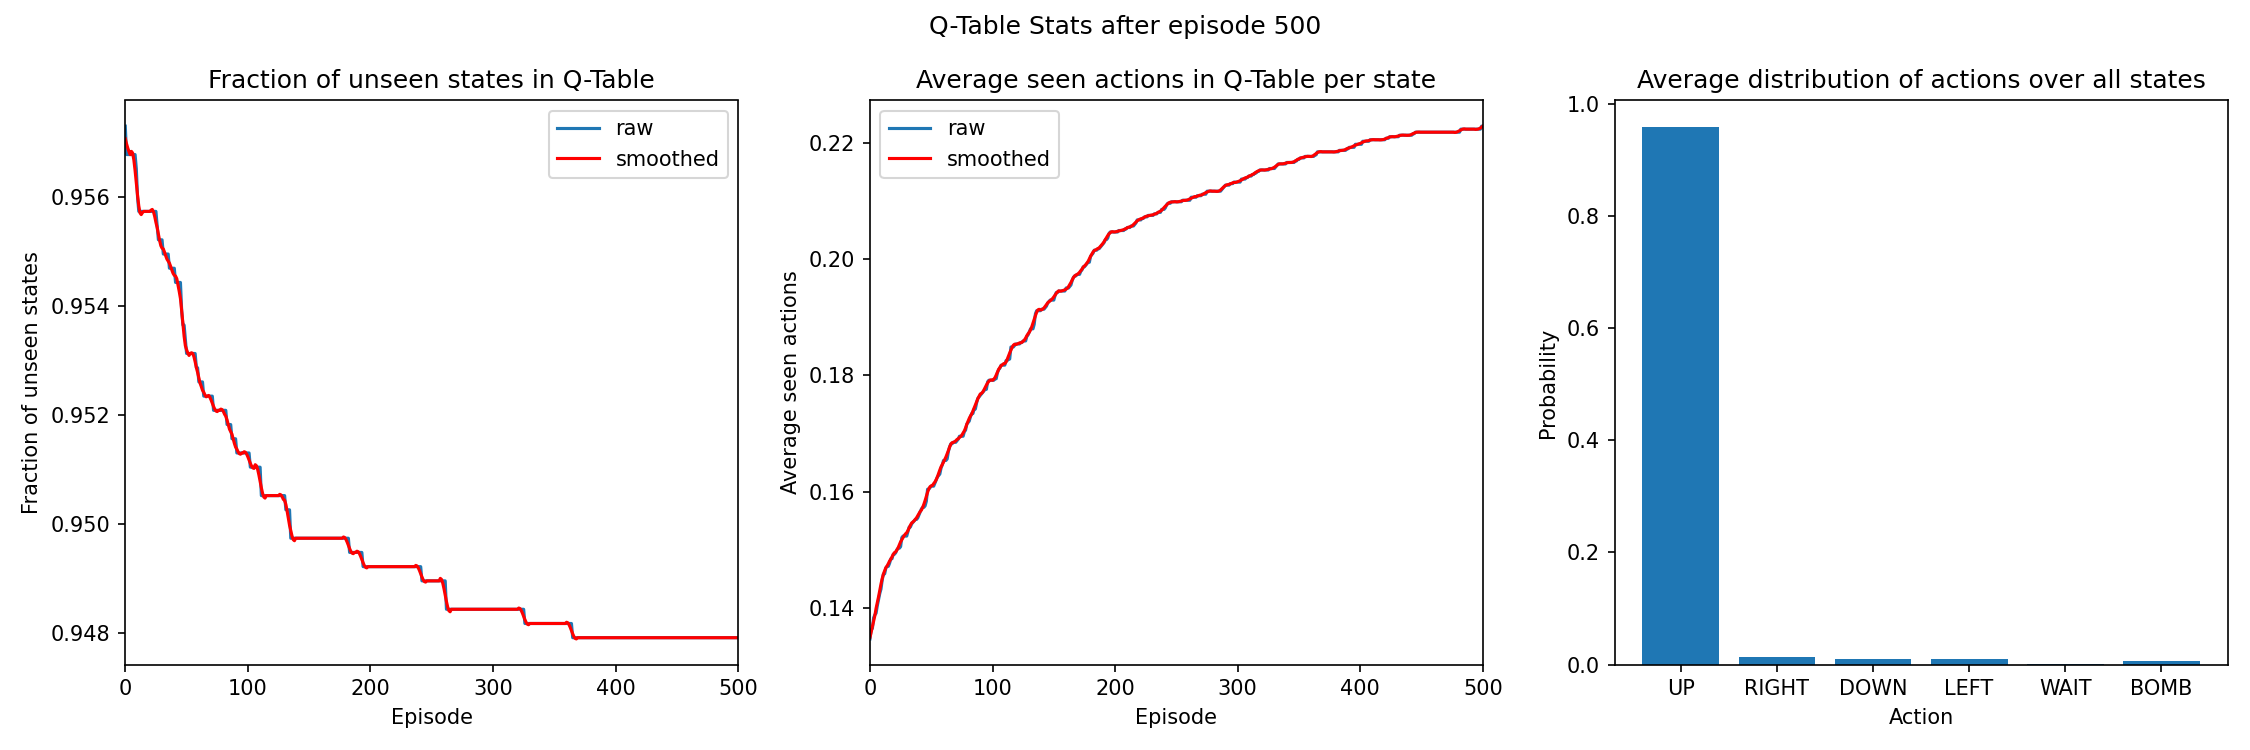 Q-Table Stats after episode 500
Fraction of unseen states in Q-Table
Fraction of unseen states
0.956
0.954
0.952
0.950
0.948
raw
smoothed
0 100 200 300 400 500
Episode
Average seen actions in Q-Table per state
Average seen actions
0.22
0.20
0.18
0.16
0.14
raw
smoothed
0 100 200 300 400 500
Episode
Average distribution of actions over all states
Probability
1.0
0.8
0.6
0.4
0.2
0.0
UP RIGHT DOWN LEFT WAIT BOMB
Action